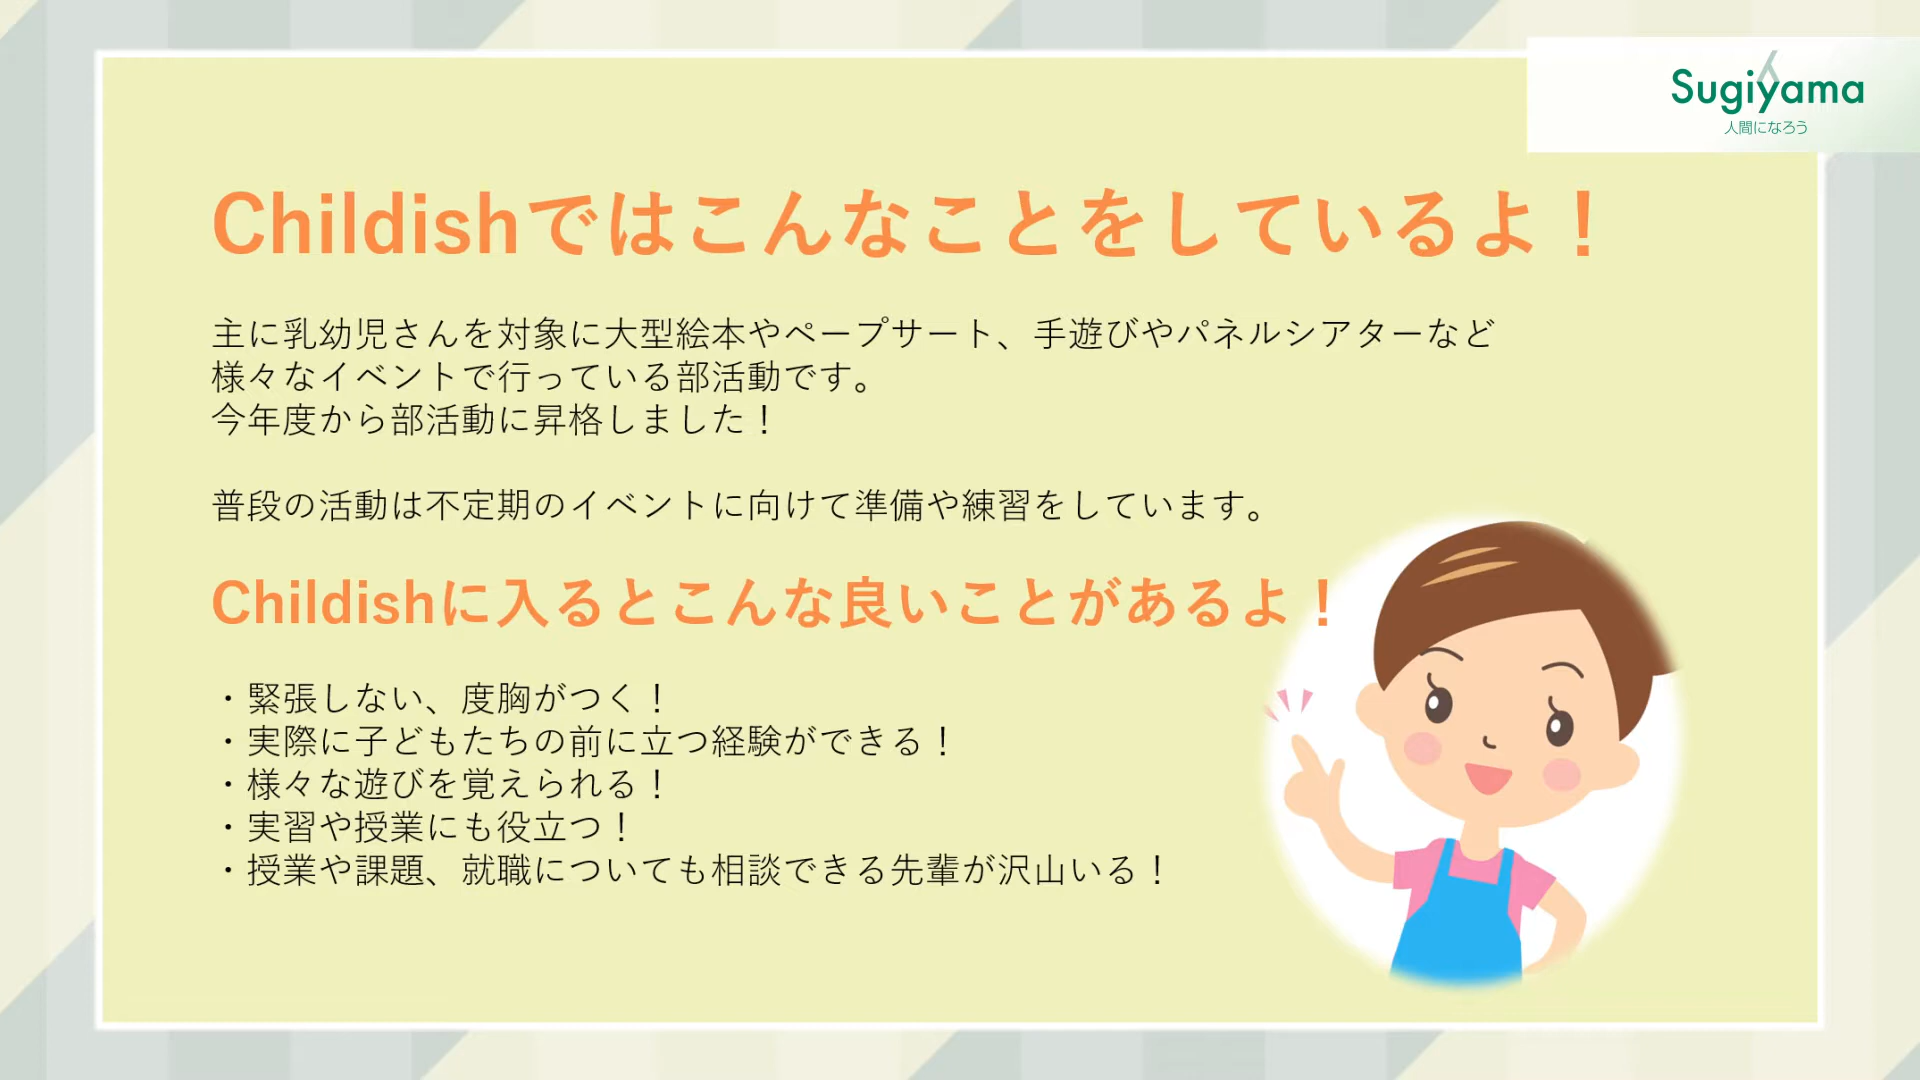 Sugiyama
人間になろう
Childishではこんなことをしているよ！
主に乳幼児さんを対象に大型絵本やペープサート、手遊びやパネルシアターなど
様々なイベントで行っている部活動です。
今年度から部活動に昇格しました！
普段の活動は不定期のイベントに向けて準備や練習をしています。
Childishに入るとこんな良いことがあるよ！
・緊張しない、度胸がつく！
・実際に子どもたちの前に立つ経験ができる！
・様々な遊びを覚えられる！
・実習や授業にも役立つ！
・授業や課題、就職についても相談できる先輩が沢山いる！